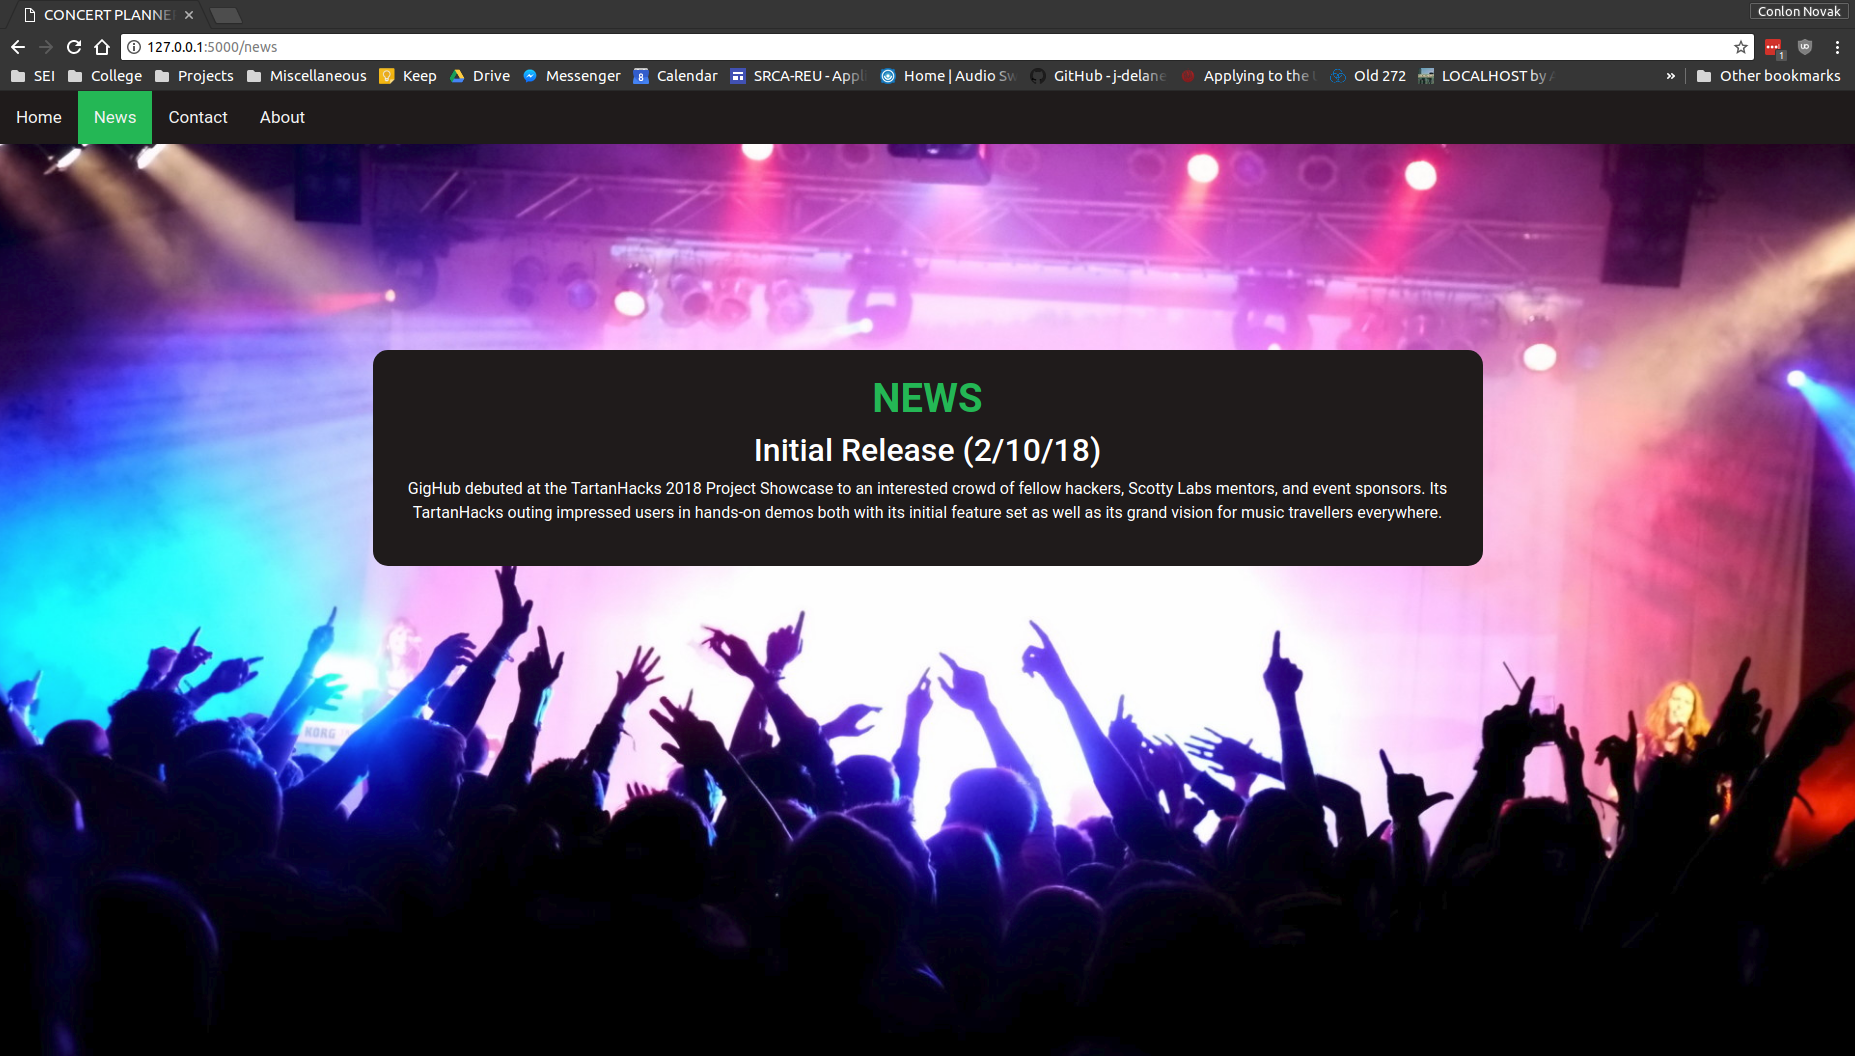 CONCERT PLANNE
Conlon Novak
127.0.0.1:5000/news
SEI College Projects Miscellaneous Keep Drive Messenger 8 Calendar SRCA-REU - Appl Home | Audio Sw GitHub - j-delane Applying to the Old 272 LOCALHOST by » Other bookmarks
1
Home News Contact About
NEWS
Initial Release (2/10/18)
GigHub debuted at the TartanHacks 2018 Project Showcase to an interested crowd of fellow hackers, Scotty Labs mentors, and event sponsors. Its
TartanHacks outing impressed users in hands-on demos both with its initial feature set as well as its grand vision for music travellers everywhere.
KORG